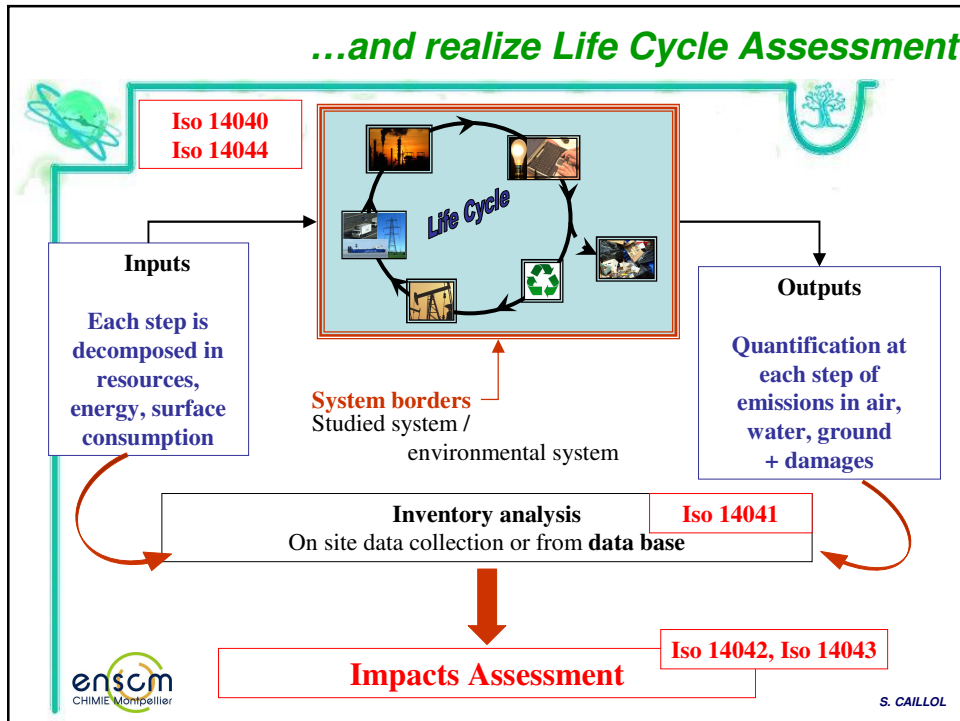 …and realize Life Cycle Assessment
Iso 14040
Iso 14044
Life Cycle
Inputs
Each step is
decomposed in
resources,
energy, surface
consumption
Outputs
Quantification at
each step of
emissions in air,
water, ground
+ damages
System borders
Studied system /
environmental system
Inventory analysis
Iso 14041
On site data collection or from data base
Iso 14042, Iso 14043
Impacts Assessment
enscm
CHIMIE Montpellier
S. CAILLOL